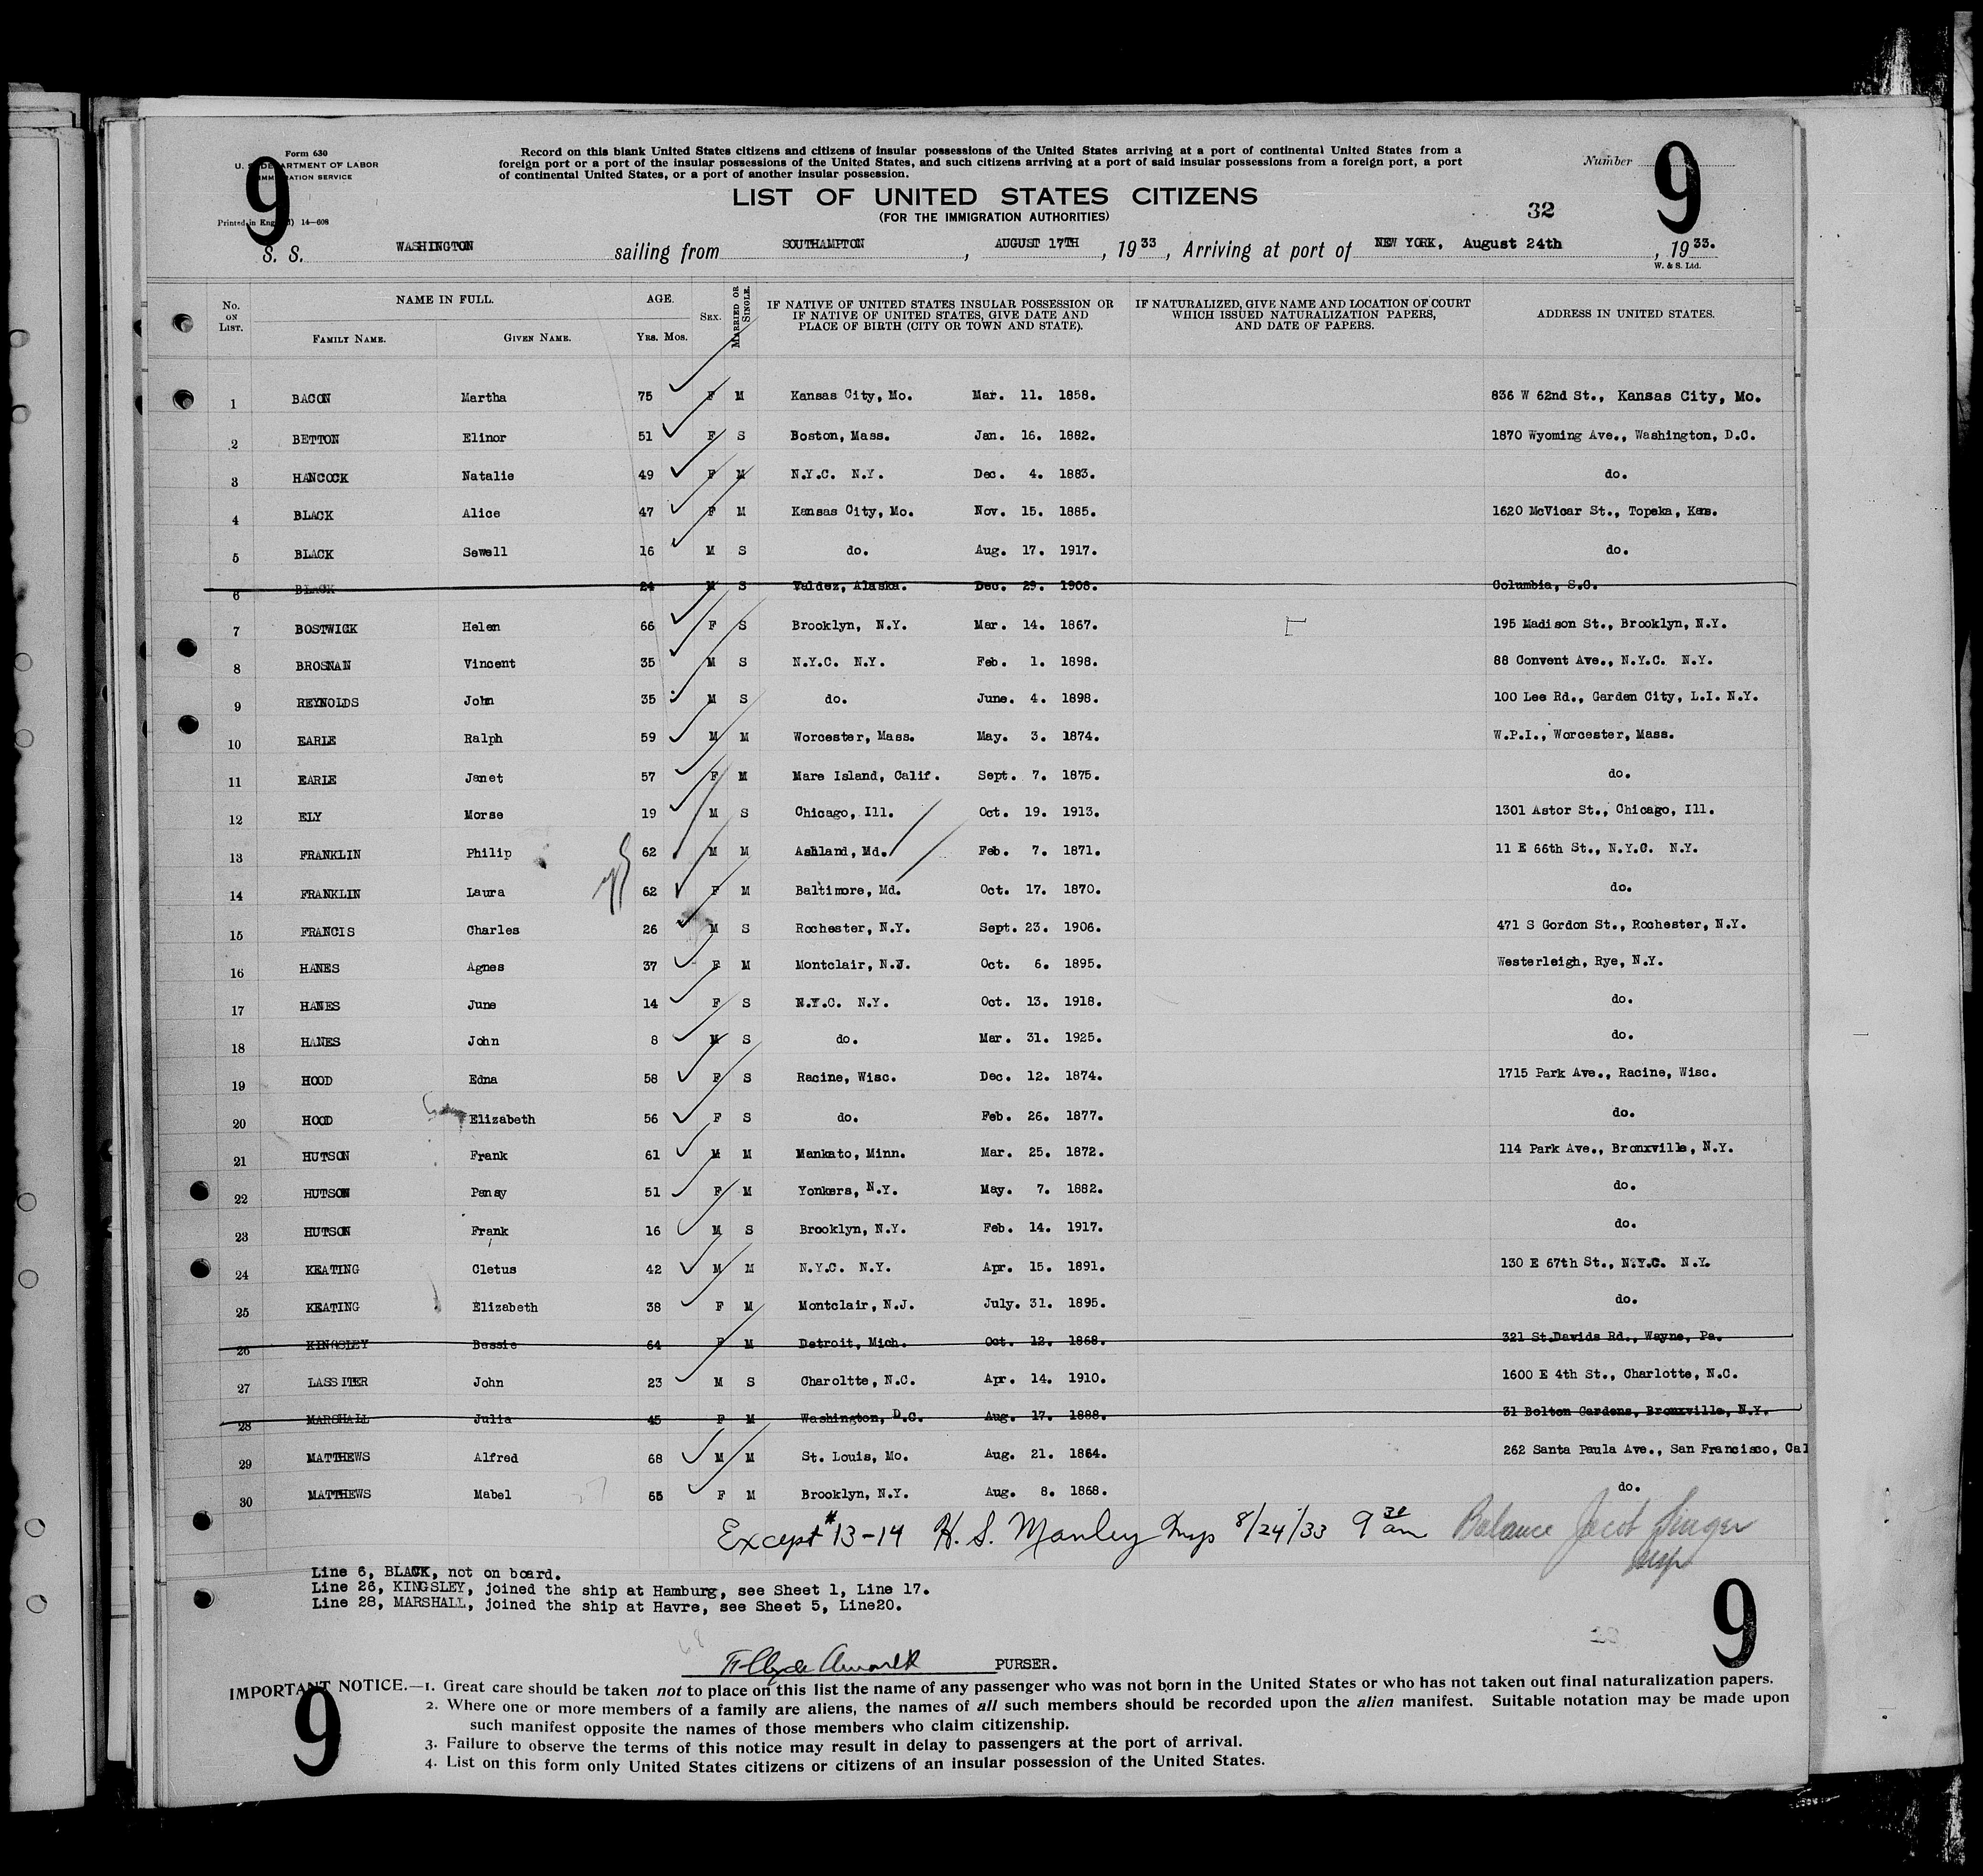 9
9
Form 630
U. S. DEPARTMENT OF LABOR
IMMIGRATION SERVICE
Printed in England) 14—608
Record on this blank United States citizens and citizens of insular possessions of the United States arriving at a port of continental United States from a
foreign port or a port of the insular possessions of the United States, and such citizens arriving at a port of said insular possessions from a foreign port, a port
of continental United States, or a port of another insular possession.
Number
LIST OF UNITED STATES CITIZENS
(FOR THE IMMIGRATION AUTHORITIES)
32
S. S. WASHINGTON sailing from SOUTHAMPTON , AUGUST 17TH , 1933 , Arriving at port of NEW YORK, August 24th , 1933.
W. & S. Ltd.
No. ON LIST. NAME IN FULL. FAMILY NAME. GIVEN NAME. AGE. YRS. MOS. SEX. MARRIED OR SINGLE. IF NATIVE OF UNITED STATES INSULAR POSSESSION OR IF NATIVE OF UNITED STATES, GIVE DATE AND PLACE OF BIRTH (CITY OR TOWN AND STATE). IF NATURALIZED, GIVE NAME AND LOCATION OF COURT WHICH ISSUED NATURALIZATION PAPERS, AND DATE OF PAPERS. ADDRESS IN UNITED STATES.
1 BACON Martha 75 F M Kansas City, Mo. Mar. 11. 1858. 836 W 62nd St., Kansas City, Mo.
2 BETTON Elinor 51 F S Boston, Mass. Jan. 16. 1882. 1870 Wyoming Ave., Washington, D.C.
3 HANCOCK Natalie 49 F M N.Y.C. N.Y. Dec. 4. 1883. do.
4 BLACK Alice 47 F M Kansas City, Mo. Nov. 15. 1885. 1620 McVicar St., Topeka, Kans.
5 BLACK Sewell 16 M S do. Aug. 17. 1917. do.
6 BLACK 24 M S Valdez, Alaska. Dec. 29. 1908. Columbia, S.C.
7 BOSTWICK Helen 66 F S Brooklyn, N.Y. Mar. 14. 1867. 195 Madison St., Brooklyn, N.Y.
8 BROSNAN Vincent 35 M S N.Y.C. N.Y. Feb. 1. 1898. 88 Convent Ave., N.Y.C. N.Y.
9 REYNOLDS John 35 M S do. June. 4. 1898. 100 Lee Rd., Garden City, L.I. N.Y.
10 EARLE Ralph 59 M M Worcester, Mass. May. 3. 1874. W.P.I., Worcester, Mass.
11 EARLE Janet 57 F M Mare Island, Calif. Sept. 7. 1875. do.
12 ELY Morse 19 M S Chicago, Ill. Oct. 19. 1913. 1301 Astor St., Chicago, Ill.
13 FRANKLIN Philip 62 M M Ashland, Md. Feb. 7. 1871. 11 E 66th St., N.Y.C. N.Y.
14 FRANKLIN Laura 62 F M Baltimore, Md. Oct. 17. 1870. do.
15 FRANCIS Charles 26 M S Rochester, N.Y. Sept. 23. 1906. 471 S Gordon St., Rochester, N.Y.
16 HANES Agnes 37 F M Montclair, N.J. Oct. 6. 1895. Westerleigh, Rye, N.Y.
17 HANES June 14 F S N.Y.C. N.Y. Oct. 13. 1918. do.
18 HANES John 8 M S do. Mar. 31. 1925. do.
19 HOOD Edna 58 F S Racine, Wisc. Dec. 12. 1874. 1715 Park Ave., Racine, Wisc.
20 HOOD Elizabeth 56 F S do. Feb. 26. 1877. do.
21 HUTSON Frank 61 M M Mankato, Minn. Mar. 25. 1872. 114 Park Ave., Bronxville, N.Y.
22 HUTSON Pansy 51 F M Yonkers, N.Y. May. 7. 1882. do.
23 HUTSON Frank 16 M S Brooklyn, N.Y. Feb. 14. 1917. do.
24 KEATING Cletus 42 M M N.Y.C. N.Y. Apr. 15. 1891. 130 E 67th St., N.Y.C. N.Y.
25 KEATING Elizabeth 38 F M Montclair, N.J. July. 31. 1895. do.
26 KINGSLEY Bessie 64 F M Detroit, Mich. Oct. 12. 1868. 321 St.Davids Rd., Wayne, Pa.
27 LASSITER John 23 M S Charoltte, N.C. Apr. 14. 1910. 1600 E 4th St., Charlotte, N.C.
28 MARSHALL Julia 45 F M Washington, D.C. Aug. 17. 1888. 31 Bolton Gardens, Bronxville, N.Y.
29 MATTHEWS Alfred 68 M M St. Louis, Mo. Aug. 21. 1864. 262 Santa Paula Ave., San Francisco, Cal
30 MATTHEWS Mabel 65 F M Brooklyn, N.Y. Aug. 8. 1868. do.
Except #13-14 H. S. Manley Insp 8/24/33 9 30 am Balance Jacob Singer
Insp
Line 6, BLACK, not on board.
Line 26, KINGSLEY, joined the ship at Hamburg, see Sheet 1, Line 17.
Line 28, MARSHALL, joined the ship at Havre, see Sheet 5, Line20.
9
PURSER.
IMPORTANT NOTICE.—1. Great care should be taken not to place on this list the name of any passenger who was not born in the United States or who has not taken out final naturalization papers.
2. Where one or more members of a family are aliens, the names of all such members should be recorded upon the alien manifest. Suitable notation may be made upon
such manifest opposite the names of those members who claim citizenship.
3. Failure to observe the terms of this notice may result in delay to passengers at the port of arrival.
4. List on this form only United States citizens or citizens of an insular possession of the United States.
9